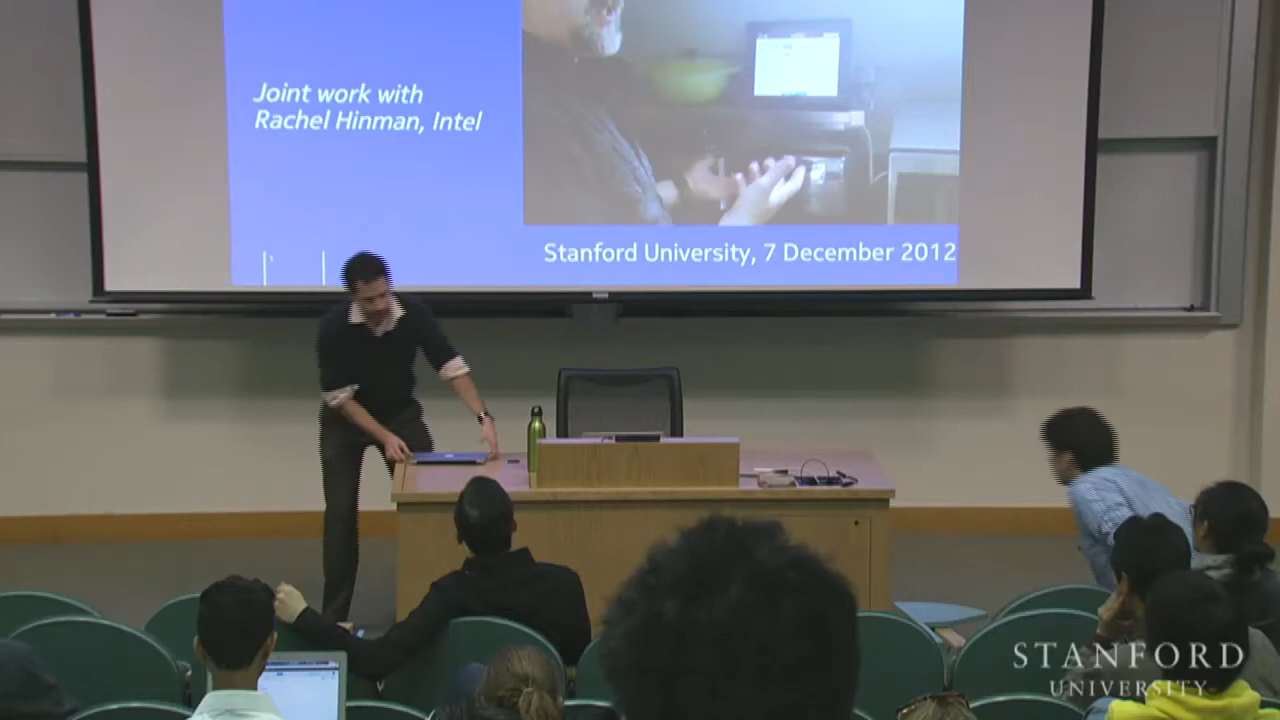 Joint work with
Rachel Hinman, Intel
Stanford University, 7 December 2012
STANFORD
UNIVERSITY